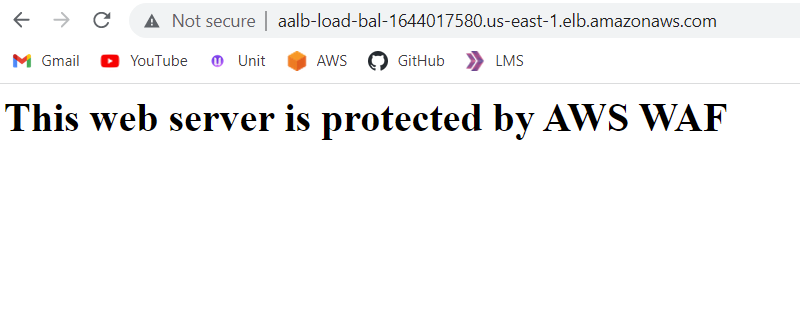 Not secure | aalb-load-bal-1644017580.us-east-1.elb.amazonaws.com
Gmail YouTube Unit AWS GitHub LMS
This web server is protected by AWS WAF